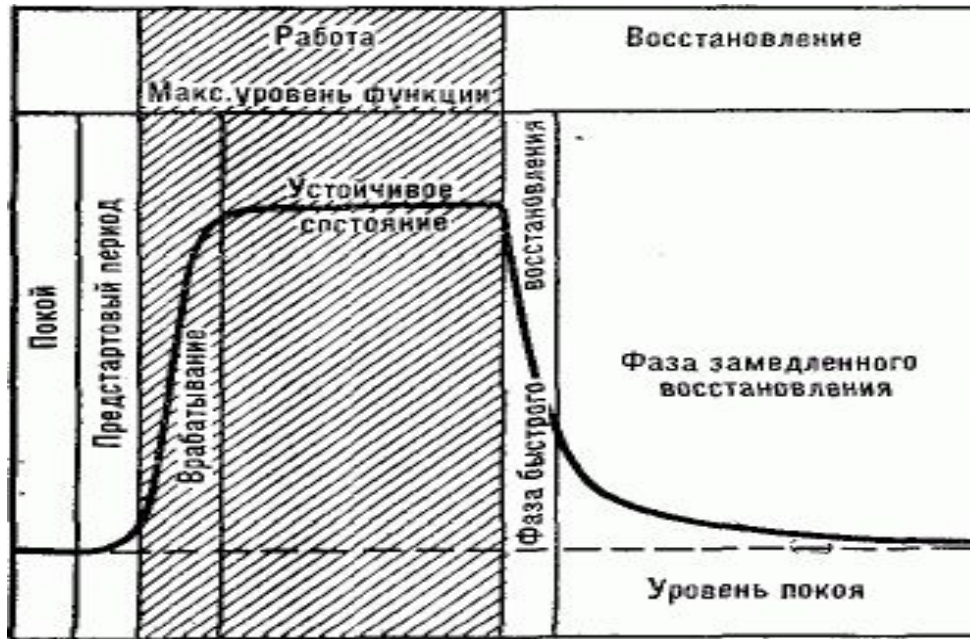 Работа
Восстановление
Макс. уровень функции
Покой
Предстартовый период
Врабатывание
Устойчивое
состояние
Фаза быстрого восстановления
Фаза замедленного
восстановления
Уровень покоя